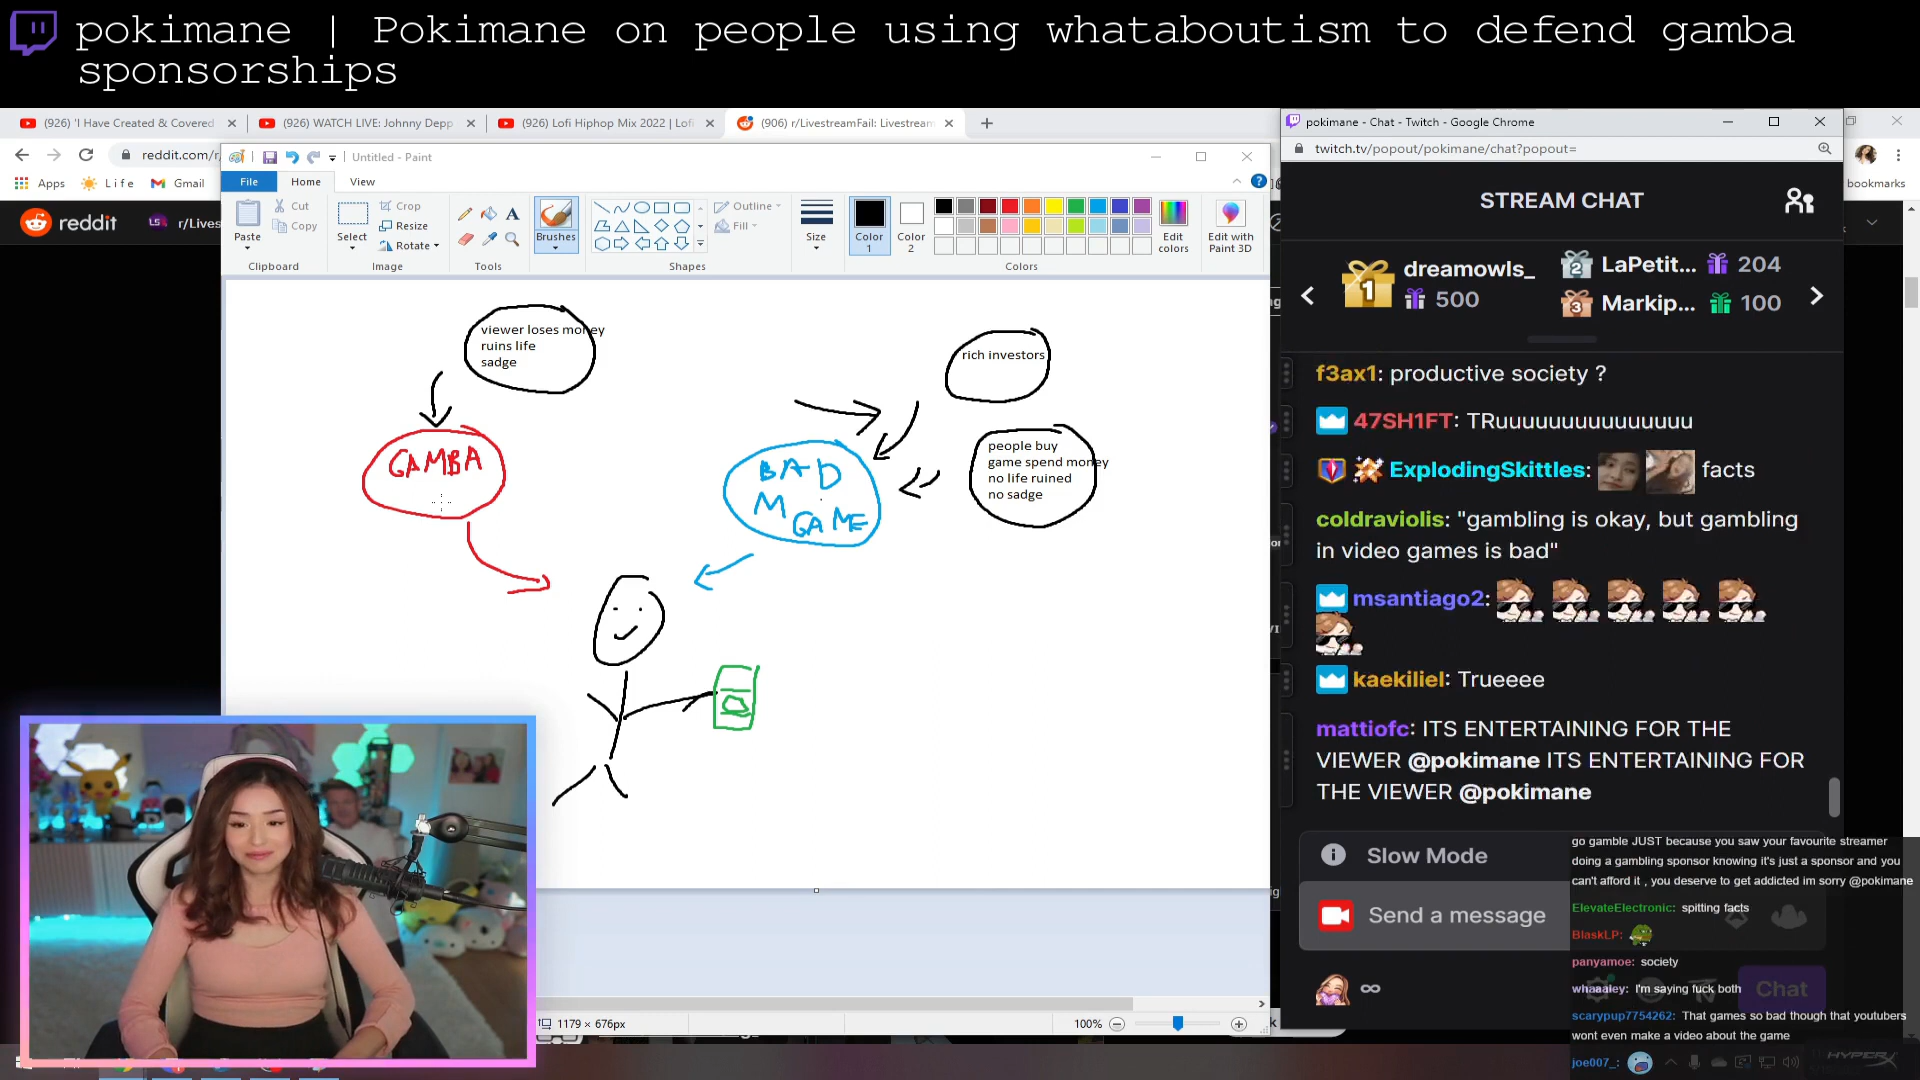 pokimane | Pokimane on people using whataboutism to defend gamba
sponsorships
(926) 'I Have Created & Covered
(926) WATCH LIVE: Johnny Depp
(926) Lofi Hiphop Mix 2022 | Lofi
(906) r/LivestreamFail: Livestream
reddit.com/r
Apps
Life
Gmail
bookmarks
reddit
r/Lives
Untitled - Paint
File
Home
View
Paste
Cut
Copy
Clipboard
Select
Crop
Resize
Rotate
Image
Tools
Brushes
Shapes
Outline
Fill
Size
Color
1
Color
2
Edit
colors
Edit with
Paint 3D
Colors
viewer loses money
ruins life
sadge
GAMBA
rich investors
people buy
game spend money
no life ruined
no sadge
BAD
M GAME
1179 × 676px
100%
pokimane - Chat - Twitch - Google Chrome
twitch.tv/popout/pokimane/chat?popout=
STREAM CHAT
1
dreamowls_
500
2
LaPetit... 204
3
Markip... 100
f3ax1: productive society ?
47SH1FT: TRuuuuuuuuuuuuuuu
ExplodingSkittles: facts
coldraviolis: "gambling is okay, but gambling
in video games is bad"
msantiago2:
kaekiliel: Trueeee
mattiofc: ITS ENTERTAINING FOR THE
VIEWER @pokimane ITS ENTERTAINING FOR
THE VIEWER @pokimane
Slow Mode
Send a message
∞
Chat
go gamble JUST because you saw your favourite streamer
doing a gambling sponsor knowing it's just a sponsor and you
can't afford it , you deserve to get addicted im sorry @pokimane
ElevateElectronic: spitting facts
BlaskLP:
panyamoe: society
whaaaley: I'm saying fuck both
scarypup7754262: That games so bad though that youtubers
wont even make a video about the game
joe007_:
HYPERX